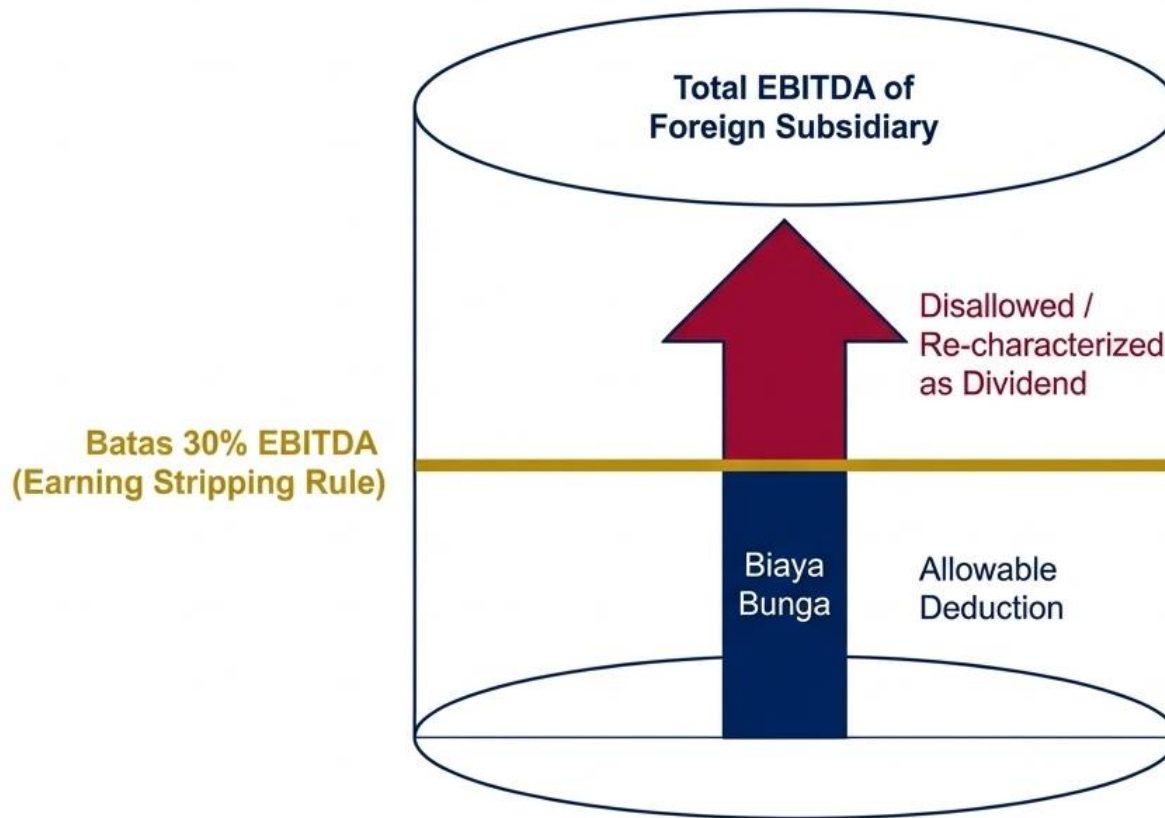 Total EBITDA of
Foreign Subsidiary
Disallowed /
Re-characterized
as Dividend
Batas 30% EBITDA
(Earning Stripping Rule)
Biaya
Bunga
Allowable
Deduction